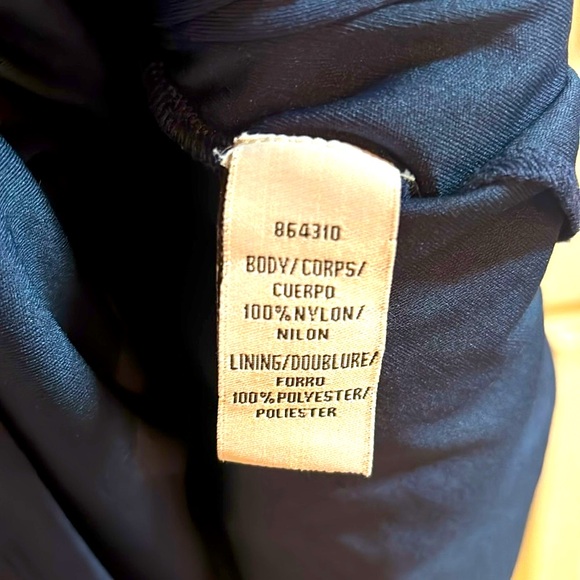 864310
BODY/CORPS/
CUERPO
100%NYLON/
NILON
LINING/DOUBLURE/
FORRO
100%POLYESTER/
POLIESTER